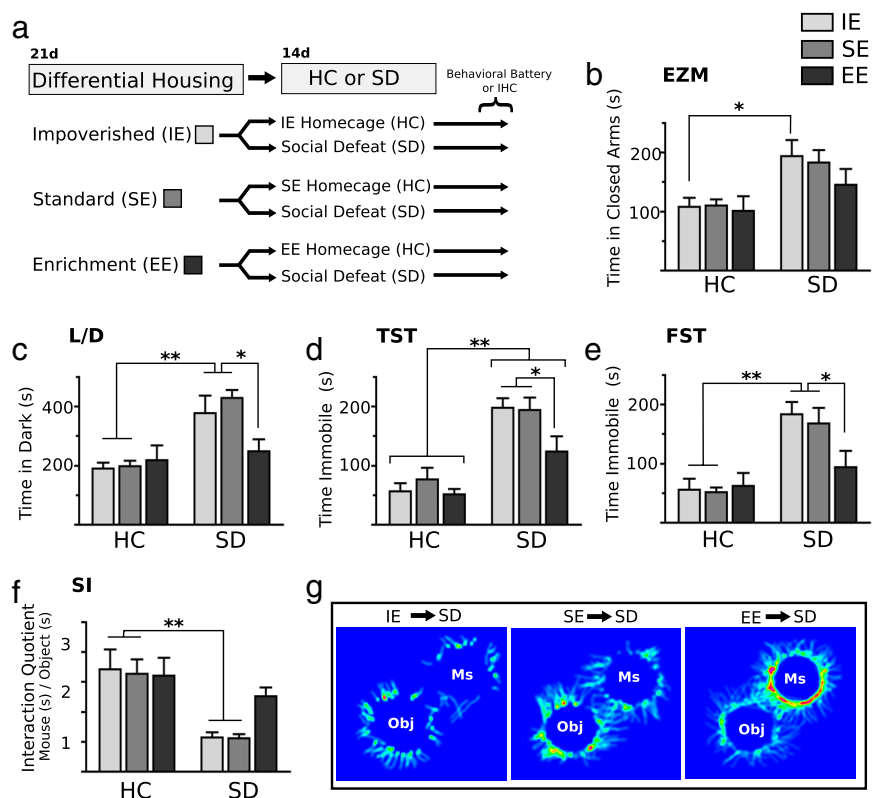 a
21d
14d
Differential Housing
HC or SD
Behavioral Battery
or IHC
Impoverished (IE)
IE Homecage (HC)
Social Defeat (SD)
Standard (SE)
SE Homecage (HC)
Social Defeat (SD)
Enrichment (EE)
EE Homecage (HC)
Social Defeat (SD)
IE
SE
EE
b
EZM
Time in Closed Arms (s)
200
100
*
HC
SD
c
L/D
Time in Dark (s)
400
200
**
*
HC
SD
d
TST
Time Immobile (s)
200
100
**
*
HC
SD
e
FST
Time Immobile (s)
200
100
**
*
HC
SD
f
SI
Interaction Quotient
Mouse (s) / Object (s)
3
2
1
**
HC
SD
g
IE SD
SE SD
EE SD
Ms
Obj
Ms
Obj
Ms
Obj